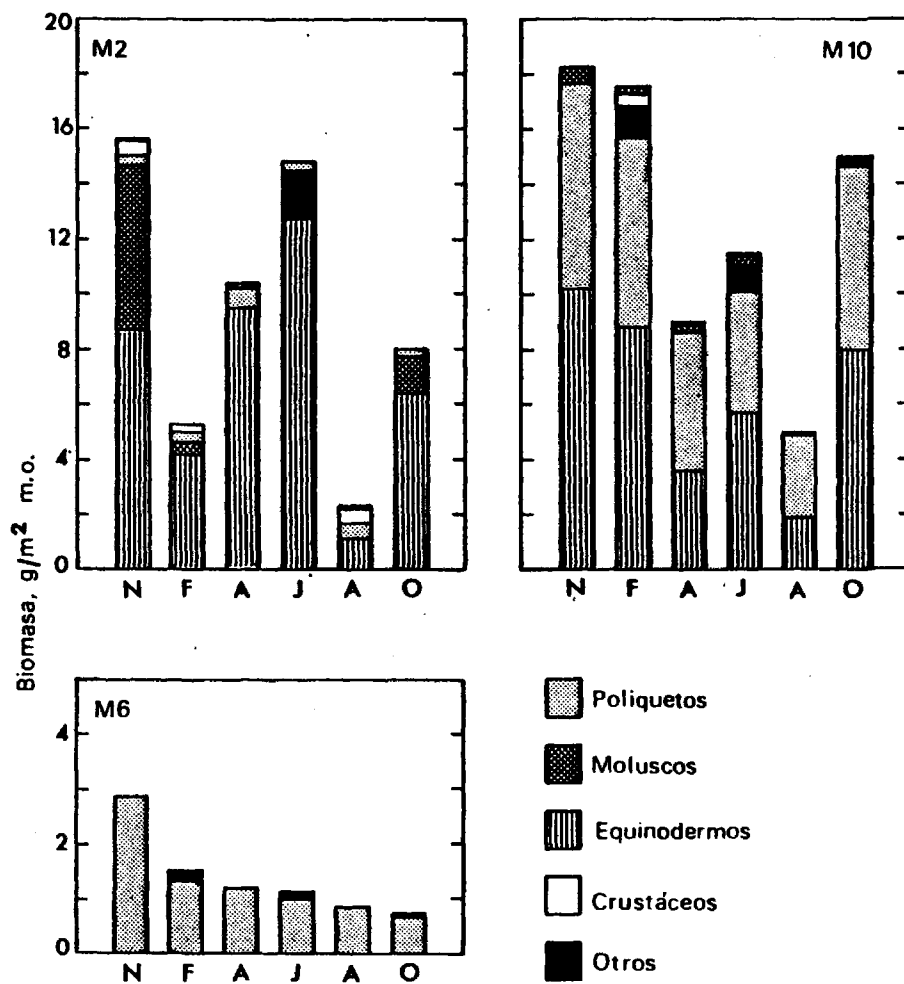 Biomasa, g/m² m.o.
M2
20
16
12
8
4
0
N F A J A O
M10
N F A J A O
M6
4
2
0
N F A J A O
Poliquetos
Moluscos
Equinodermos
Crustáceos
Otros